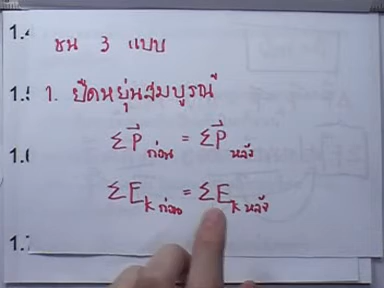 ชน 3 แบบ
1. ยืดหยุ่นสมบูรณ์
ΣP⃗ก่อน = ΣP⃗หลัง
ΣEk ก่อน = ΣEk หลัง